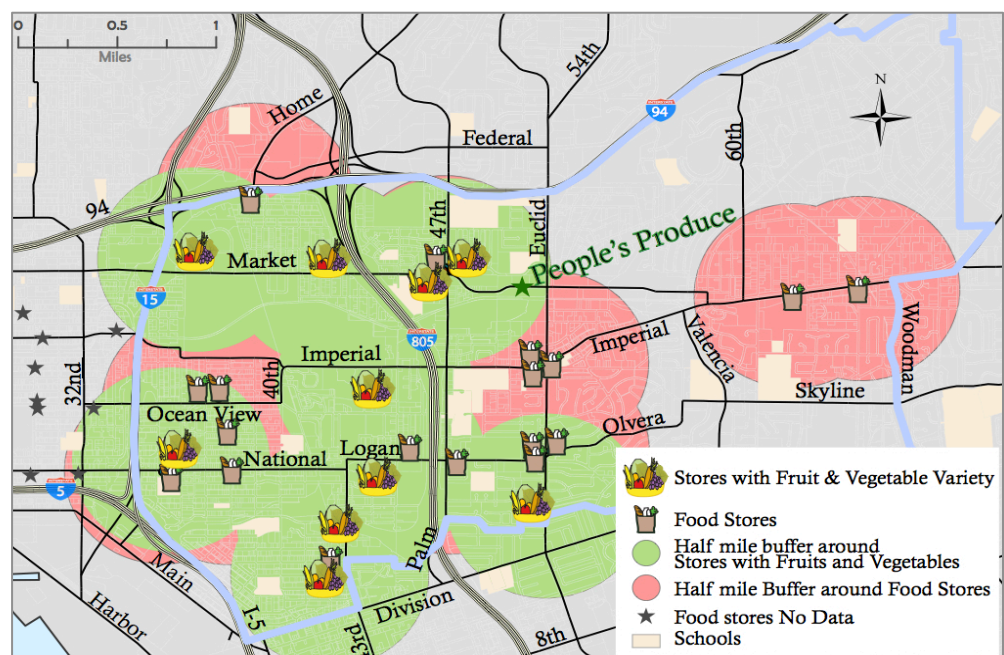 0 0.5 1
Miles
54th
N
Home
94
Federal
60th
94
47th
Euclid
People's Produce
Market
15
805
Imperial
Imperial
Valencia
Woodman
32nd
40th
Skyline
Ocean View
Olvera
Logan
National
5
Palm
Main
Harbor
I-5
Division
43rd
8th
Stores with Fruit & Vegetable Variety
Food Stores
Half mile buffer around
Stores with Fruits and Vegetables
Half mile Buffer around Food Stores
Food stores No Data
Schools